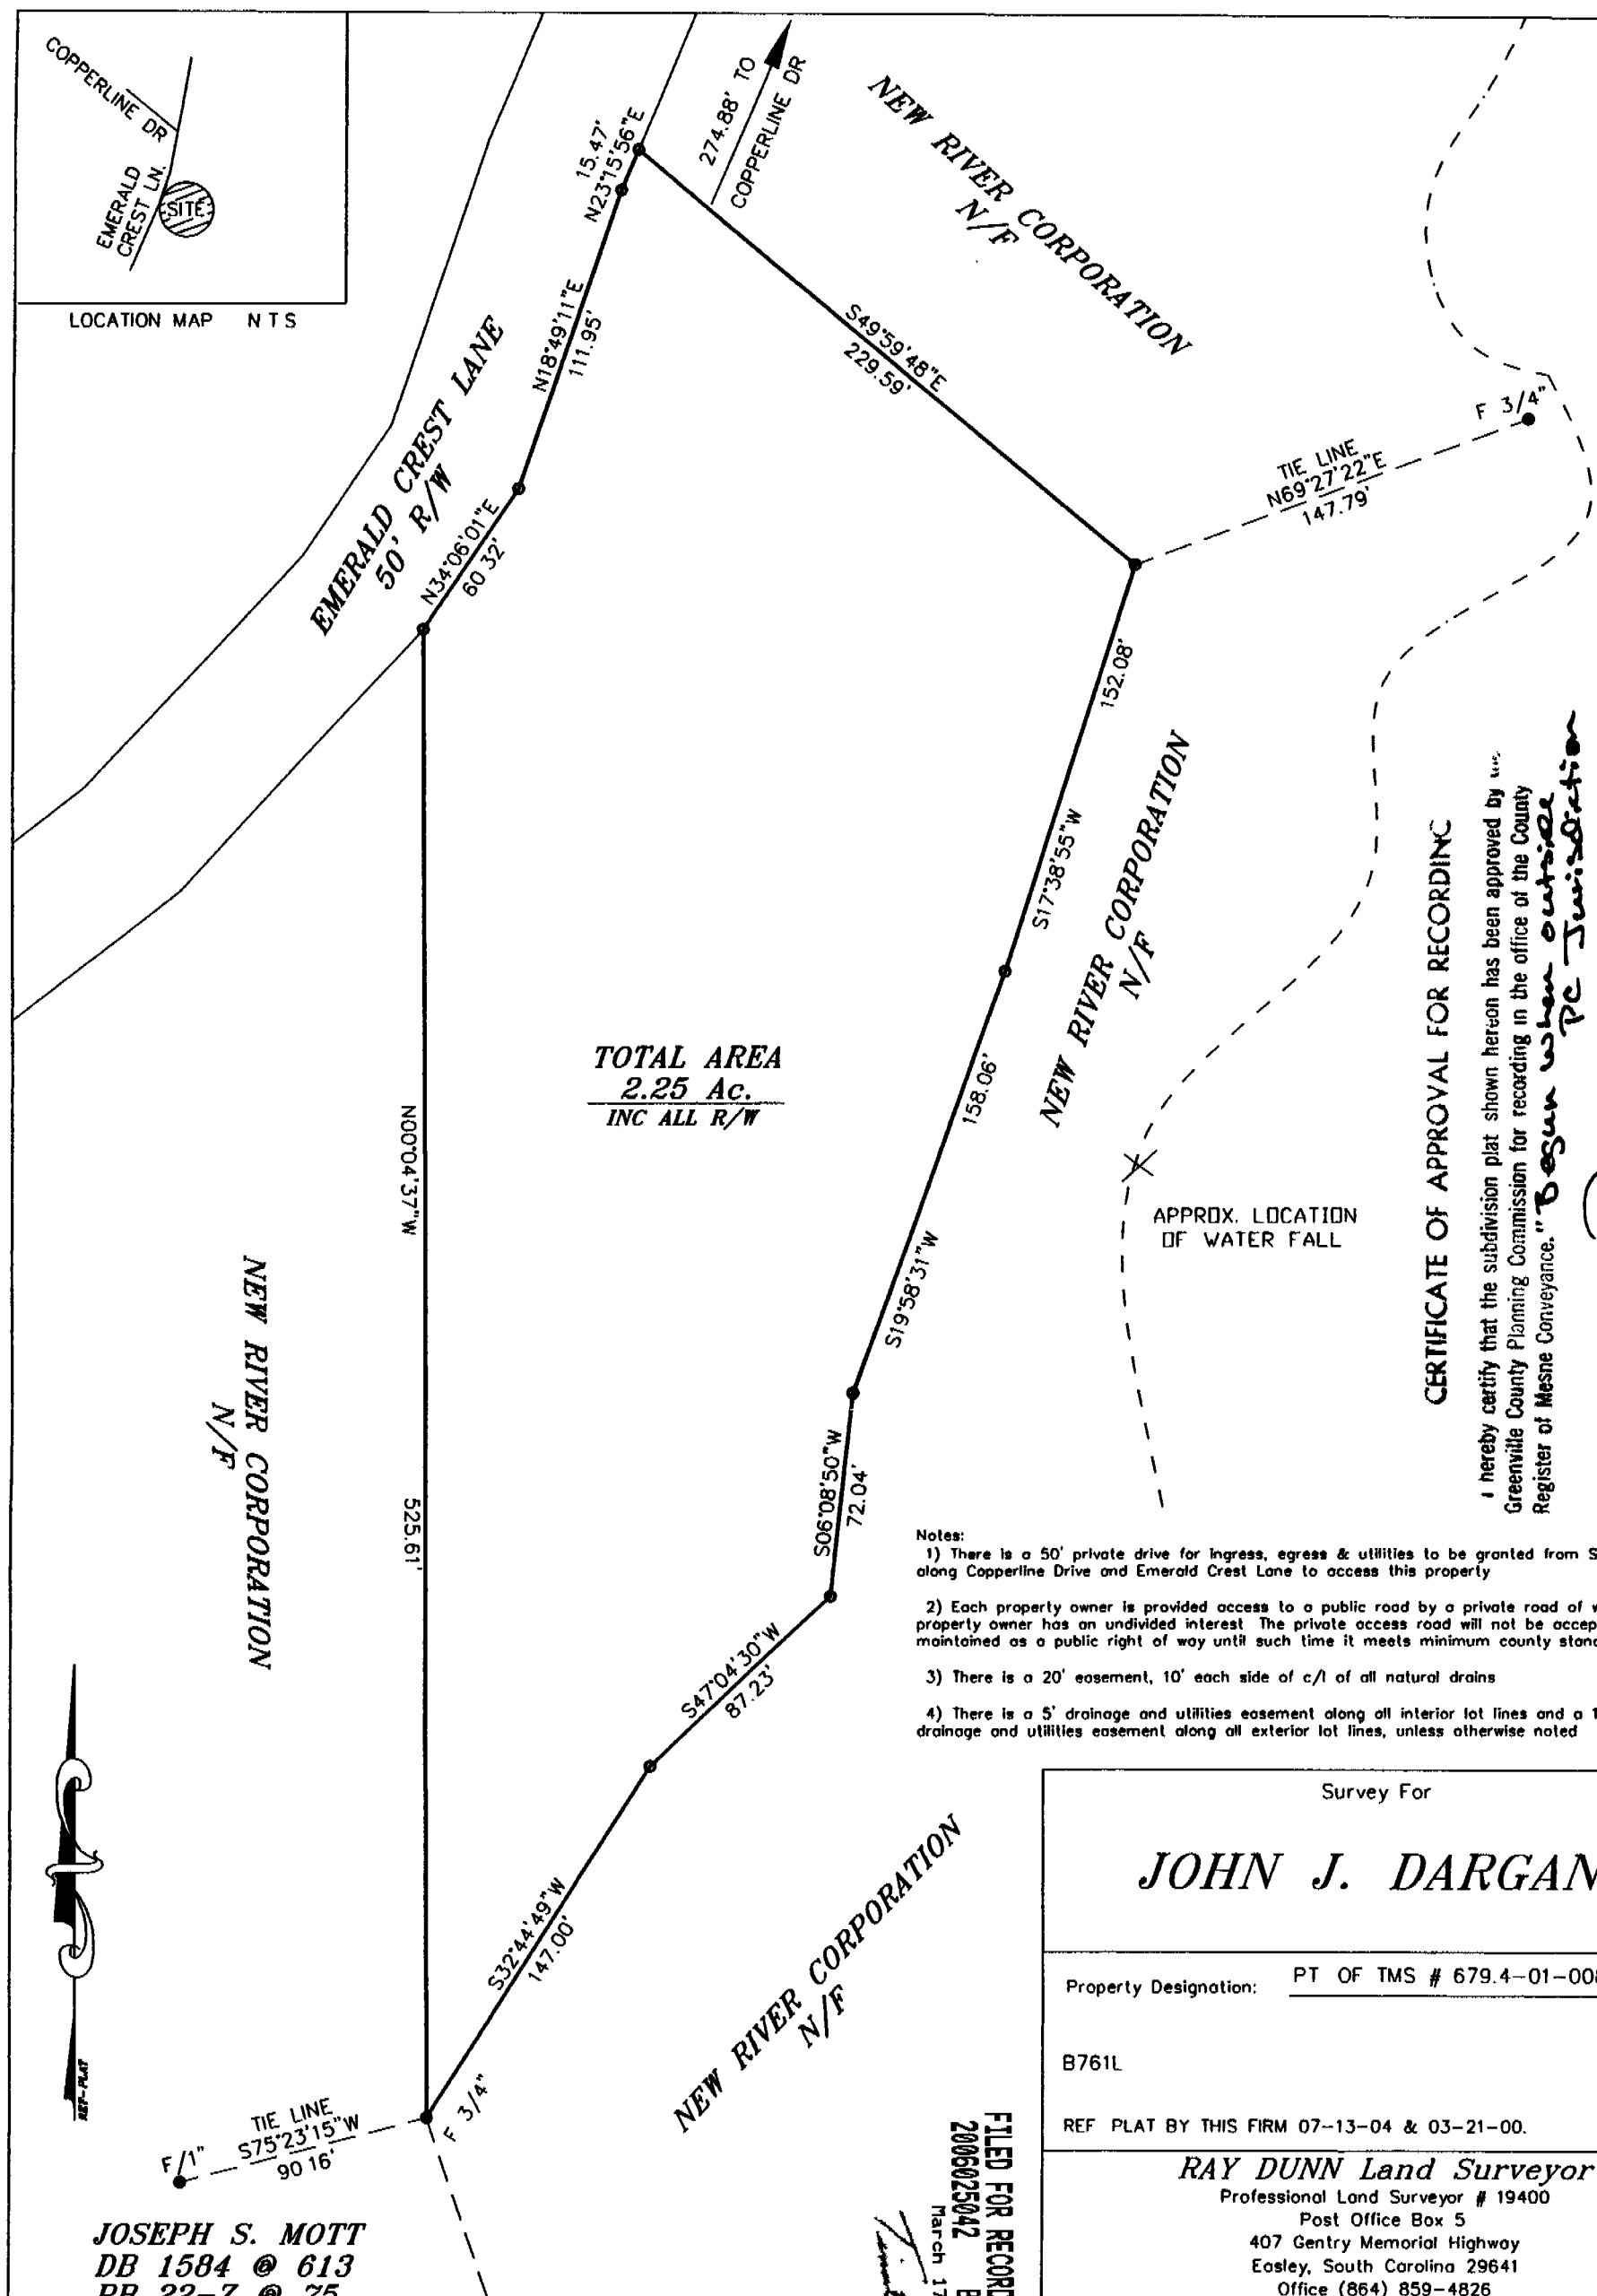 COPPERLINE DR
EMERALD
CREST LN.
SITE
LOCATION MAP N T S
274.88' TO
COPPERLINE DR
15.47'
N23°15'56"E
NEW RIVER CORPORATION
N/F
N18°49'11"E
111.95'
S49°59'48"E
229.59'
EMERALD CREST LANE
50' R/W
N34°06'01"E
60 32'
F 3/4"
TIE LINE
N69°27'22"E
147.79'
152.08'
S17°38'55"W
NEW RIVER CORPORATION
N/F
TOTAL AREA
2.25 Ac.
INC ALL R/W
158.06'
S19°58'31"W
N00°04'37"W
525.61'
APPROX. LOCATION
OF WATER FALL
NEW RIVER CORPORATION
N/F
S06°08'50"W
72.04'
S47°04'30"W
87.23'
S32°44'49"W
147.00'
NEW RIVER CORPORATION
N/F
CERTIFICATE OF APPROVAL FOR RECORDING
I hereby certify that the subdivision plat shown hereon has been approved by
Greenville County Planning Commission for recording in the office of the County
Register of Mesne Conveyance. "Begun when outside
PC Jurisdiction
Notes:
1) There is a 50' private drive for ingress, egress & utilities to be granted from S
along Copperline Drive and Emerald Crest Lane to access this property
2) Each property owner is provided access to a public road by a private road of w
property owner has an undivided interest The private access road will not be accep
maintained as a public right of way until such time it meets minimum county stand
3) There is a 20' easement, 10' each side of c/l of all natural drains
4) There is a 5' drainage and utilities easement along all interior lot lines and a 1
drainage and utilities easement along all exterior lot lines, unless otherwise noted
Survey For
JOHN J. DARGAN
Property Designation: PT OF TMS # 679.4-01-008
B761L
REF PLAT BY THIS FIRM 07-13-04 & 03-21-00.
RAY DUNN Land Surveyor
Professional Land Surveyor # 19400
Post Office Box 5
407 Gentry Memorial Highway
Easley, South Carolina 29641
Office (864) 859-4826
REF-PLAT
TIE LINE
S75°23'15"W
90 16'
F/1"
F 3/4"
JOSEPH S. MOTT
DB 1584 @ 613
PB 22-Z @ 75
FILED FOR RECORD
2006025042
March 17